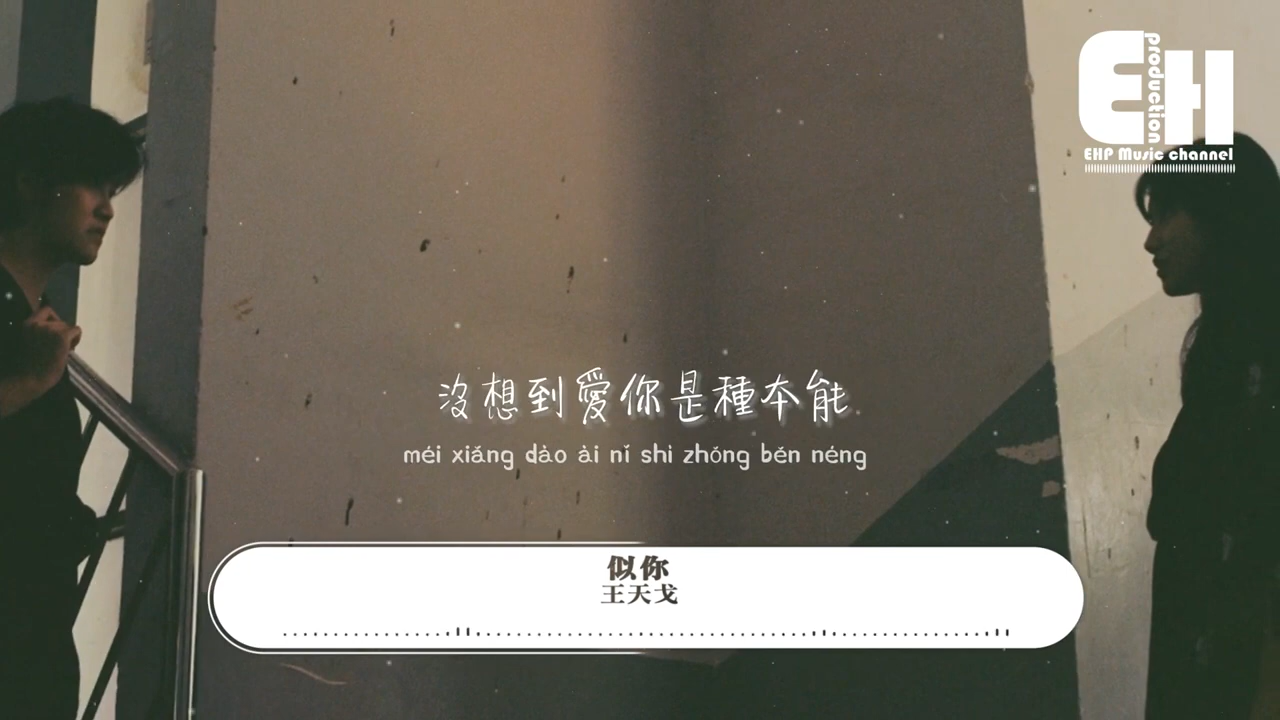 EH
production
EHP Music channel
沒想到愛你是種本能
méi xiǎng dào ài nǐ shì zhǒng běn néng
似你
王天戈